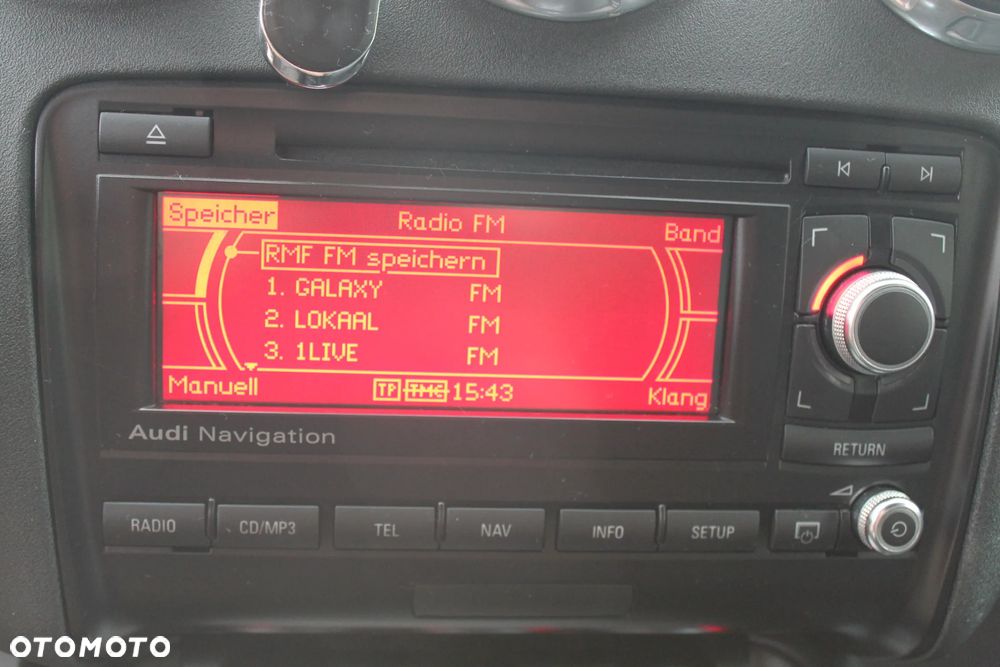 Speicher Radio FM Band
RMF FM speichern
1. GALAXY FM
2. LOKAAL FM
3. 1LIVE FM
Manuell TP TMC 15:43 Klang
Audi Navigation
RETURN
RADIO CD/MP3 TEL NAV INFO SETUP
OTOMOTO